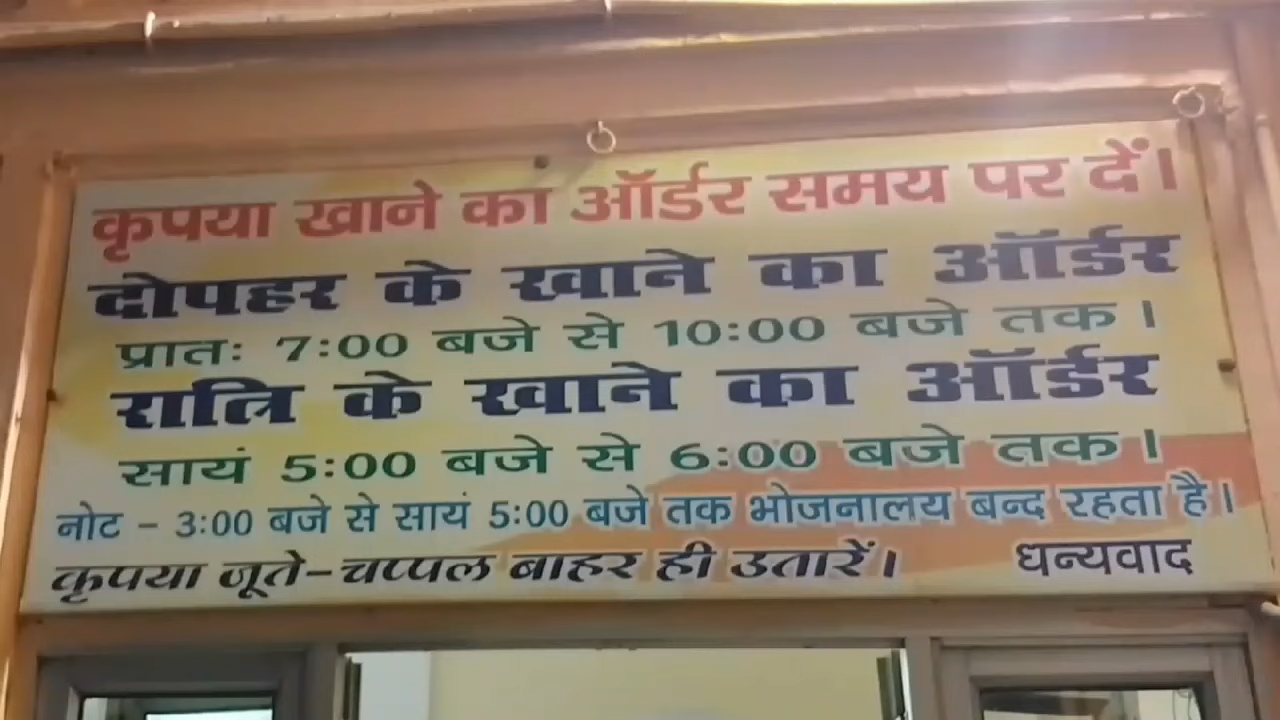 कृपया खाने का ऑर्डर समय पर दें।
दोपहर के खाने का ऑर्डर
प्रातः 7:00 बजे से 10:00 बजे तक ।
रात्रि के खाने का ऑर्डर
सायं 5:00 बजे से 6:00 बजे तक ।
नोट - 3:00 बजे से सायं 5:00 बजे तक भोजनालय बन्द रहता है।
कृपया जूते-चप्पल बाहर ही उतारें। धन्यवाद